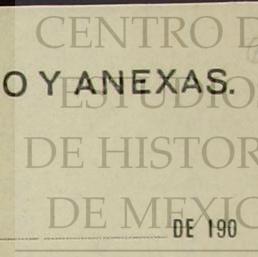 CENTRO D
O Y ANEXAS.
ESTUDIO
DE HISTOR
DE MEXIC
DE 190